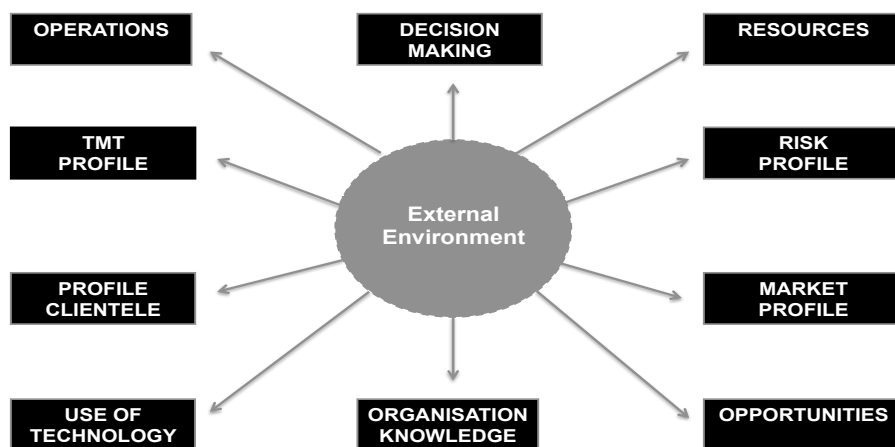 OPERATIONS
DECISION
MAKING
RESOURCES
TMT
PROFILE
RISK
PROFILE
External
Environment
PROFILE
CLIENTELE
MARKET
PROFILE
USE OF
TECHNOLOGY
ORGANISATION
KNOWLEDGE
OPPORTUNITIES